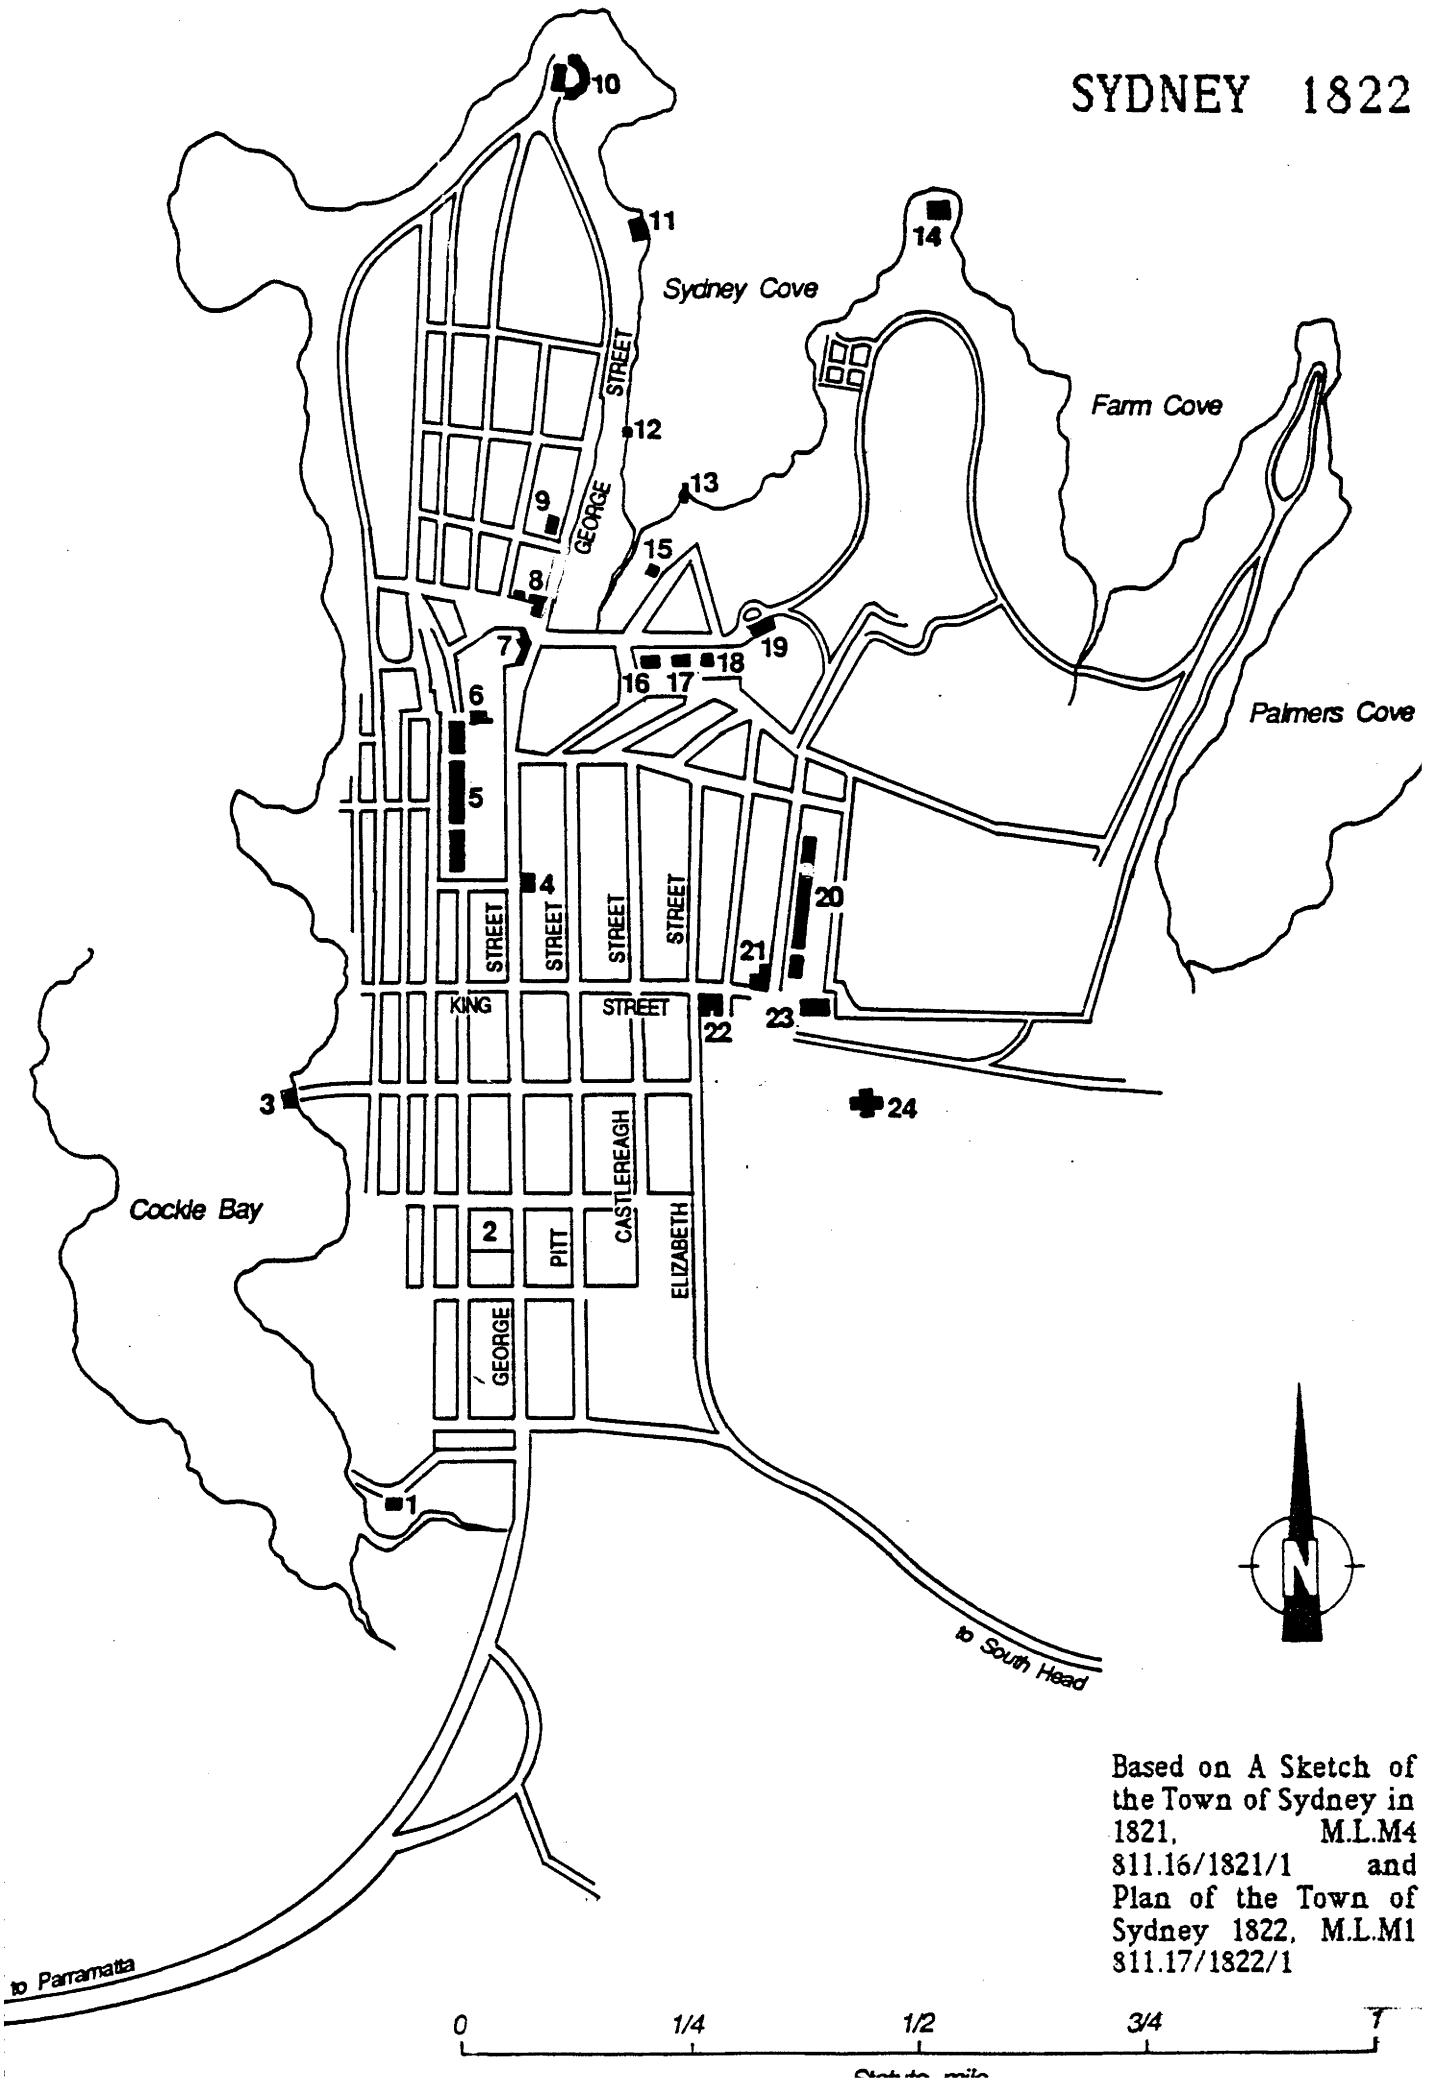 SYDNEY 1822
10
11
14
Sydney Cove
STREET
Farm Cove
12
13
9
GEORGE
15
8
7
19
16 17 18
6
Palmers Cove
5
4
20
STREET
STREET
STREET
STREET
21
KING STREET
22
23
3
24
CASTLEREAGH
Cockle Bay
2
PITT
ELIZABETH
GEORGE
1
N
to South Head
Based on A Sketch of
the Town of Sydney in
1821, M.L.M4
811.16/1821/1 and
Plan of the Town of
Sydney 1822, M.L.M1
811.17/1822/1
to Parramatta
0 1/4 1/2 3/4 1
Statute mile